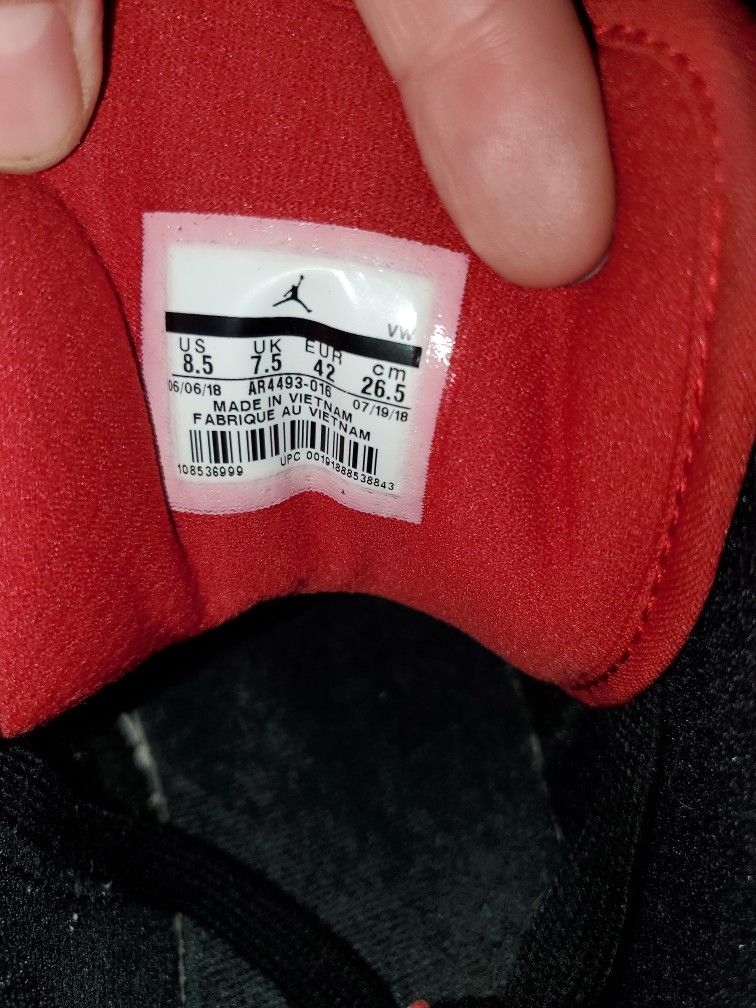 VW
US UK EUR cm
8.5 7.5 42 26.5
06/06/18 AR4493-016 07/19/18
MADE IN VIETNAM
FABRIQUE AU VIETNAM
108536999 UPC 00191888538843